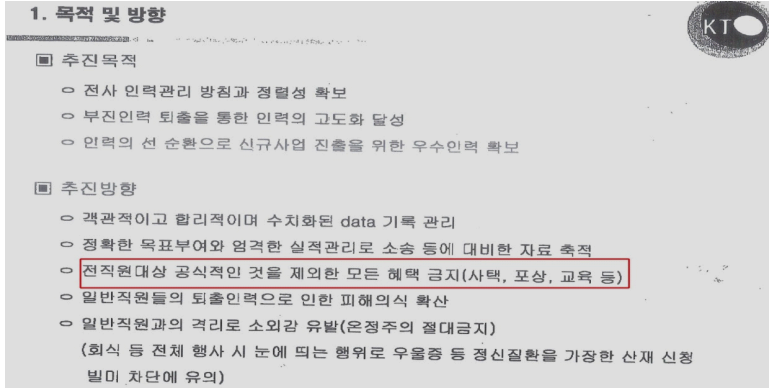 1. 목적 및 방향
KT
▣ 추진목적
○ 전사 인력관리 방침과 정렬성 확보
○ 부진인력 퇴출을 통한 인력의 고도화 달성
○ 인력의 선 순환으로 신규사업 진출을 위한 우수인력 확보
▣ 추진방향
○ 객관적이고 합리적이며 수치화된 data 기록 관리
○ 정확한 목표부여와 엄격한 실적관리로 소송 등에 대비한 자료 축적
○ 전직원대상 공식적인 것을 제외한 모든 혜택 금지(사택, 포상, 교육 등)
○ 일반직원들의 퇴출인력으로 인한 피해의식 확산
○ 일반직원과의 격리로 소외감 유발(온정주의 절대금지)
(회식 등 전체 행사 시 눈에 띄는 행위로 우울증 등 정신질환을 가장한 산재 신청
빌미 차단에 유의)